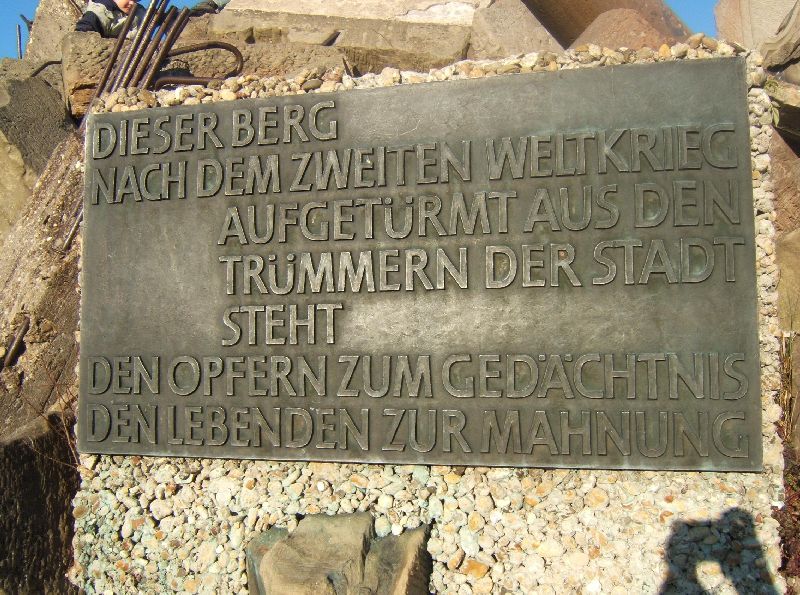 DIESER BERG
NACH DEM ZWEITEN WELTKRIEG
AUFGETÜRMT AUS DEN
TRÜMMERN DER STADT
STEHT
DEN OPFERN ZUM GEDÄCHTNIS
DEN LEBENDEN ZUR MAHNUNG